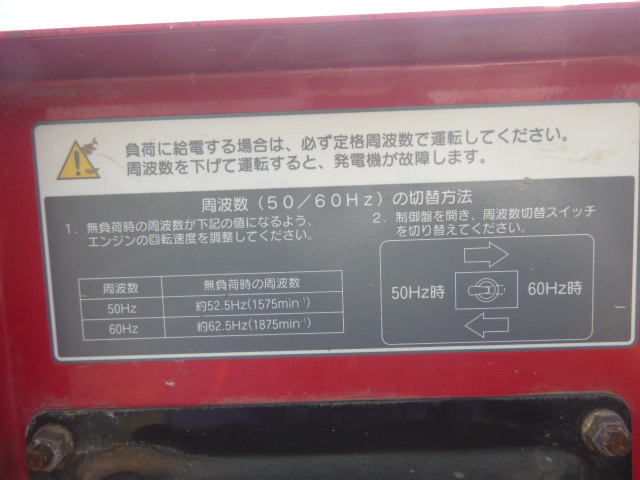 負荷に給電する場合は、必ず定格周波数で運転してください。
周波数を下げて運転すると、発電機が故障します。
周波数（50／60Hz）の切替方法
1．無負荷時の周波数が下記の値になるよう、
エンジンの回転速度を調整してください。
周波数 無負荷時の周波数
50Hz 約52.5Hz(1575min⁻¹)
60Hz 約62.5Hz(1875min⁻¹)
2．制御盤を開き、周波数切替スイッチ
を切り替えてください。
50Hz時 60Hz時